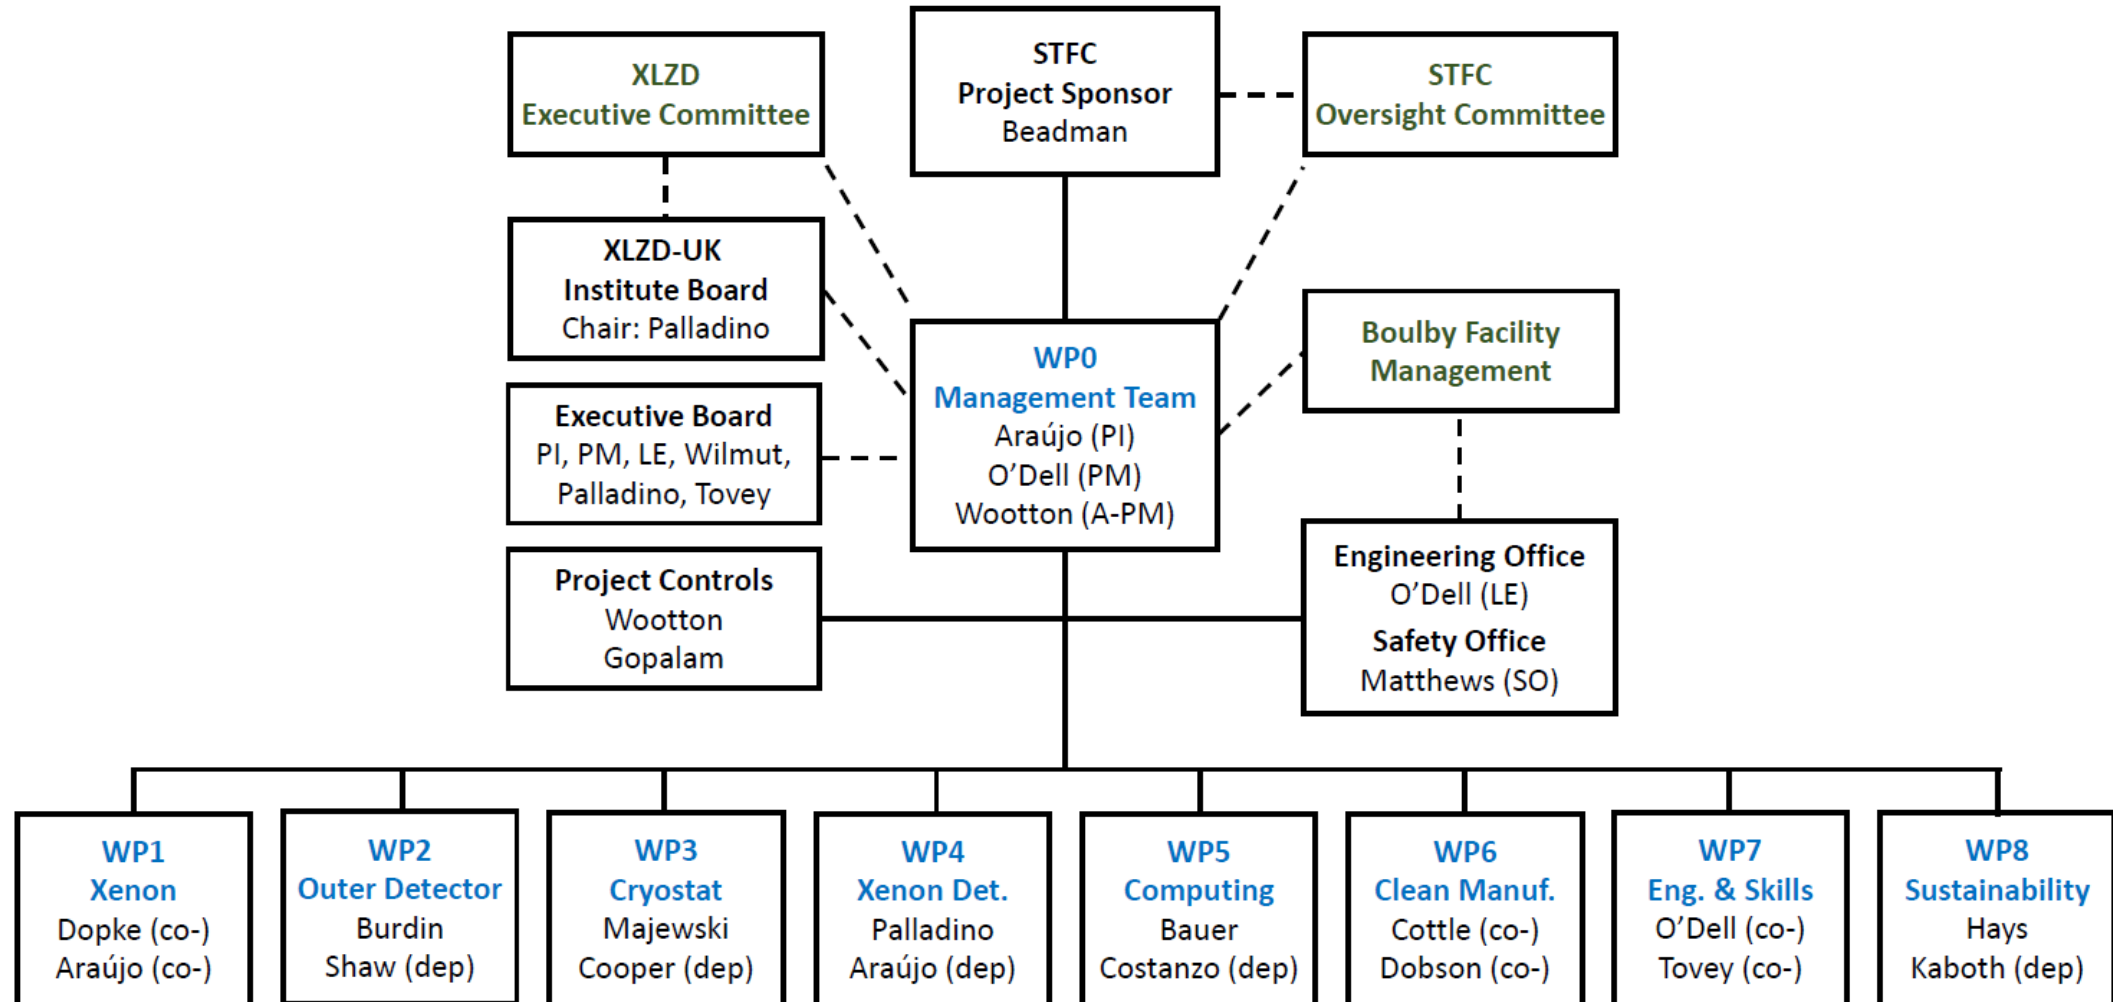 XLZD
Executive Committee
STFC
Project Sponsor
Beadman
STFC
Oversight Committee
XLZD-UK
Institute Board
Chair: Palladino
Executive Board
PI, PM, LE, Wilmut,
Palladino, Tovey
Project Controls
Wootton
Gopalam
WP0
Management Team
Araújo (PI)
O’Dell (PM)
Wootton (A-PM)
Boulby Facility
Management
Engineering Office
O’Dell (LE)
Safety Office
Matthews (SO)
WP1
Xenon
Dopke (co-)
Araújo (co-)
WP2
Outer Detector
Burdin
Shaw (dep)
WP3
Cryostat
Majewski
Cooper (dep)
WP4
Xenon Det.
Palladino
Araújo (dep)
WP5
Computing
Bauer
Costanzo (dep)
WP6
Clean Manuf.
Cottle (co-)
Dobson (co-)
WP7
Eng. & Skills
O’Dell (co-)
Tovey (co-)
WP8
Sustainability
Hays
Kaboth (dep)